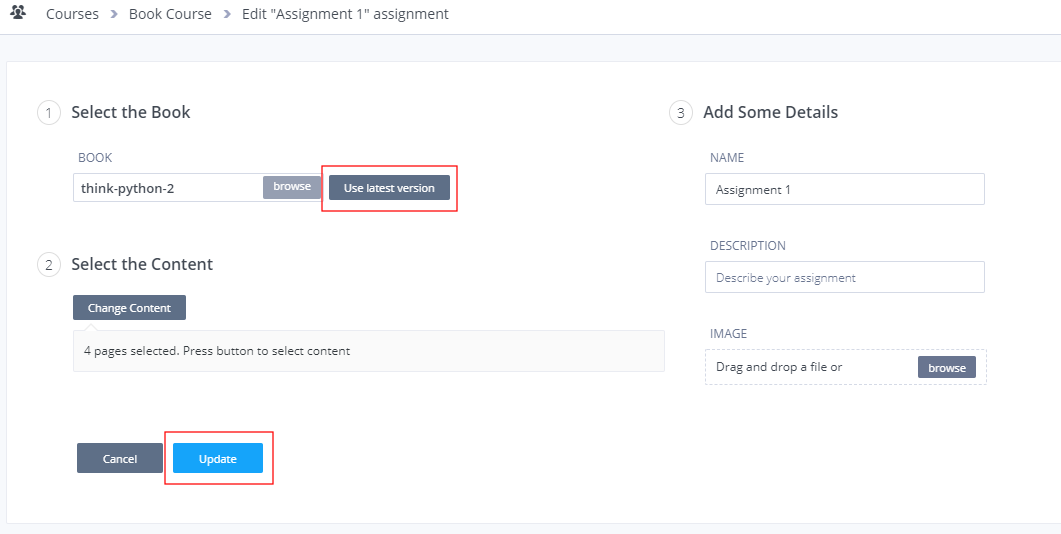 Courses > Book Course > Edit "Assignment 1" assignment
1 Select the Book
BOOK
think-python-2 browse Use latest version
2 Select the Content
Change Content
4 pages selected. Press button to select content
Cancel Update
3 Add Some Details
NAME
Assignment 1
DESCRIPTION
Describe your assignment
IMAGE
Drag and drop a file or browse